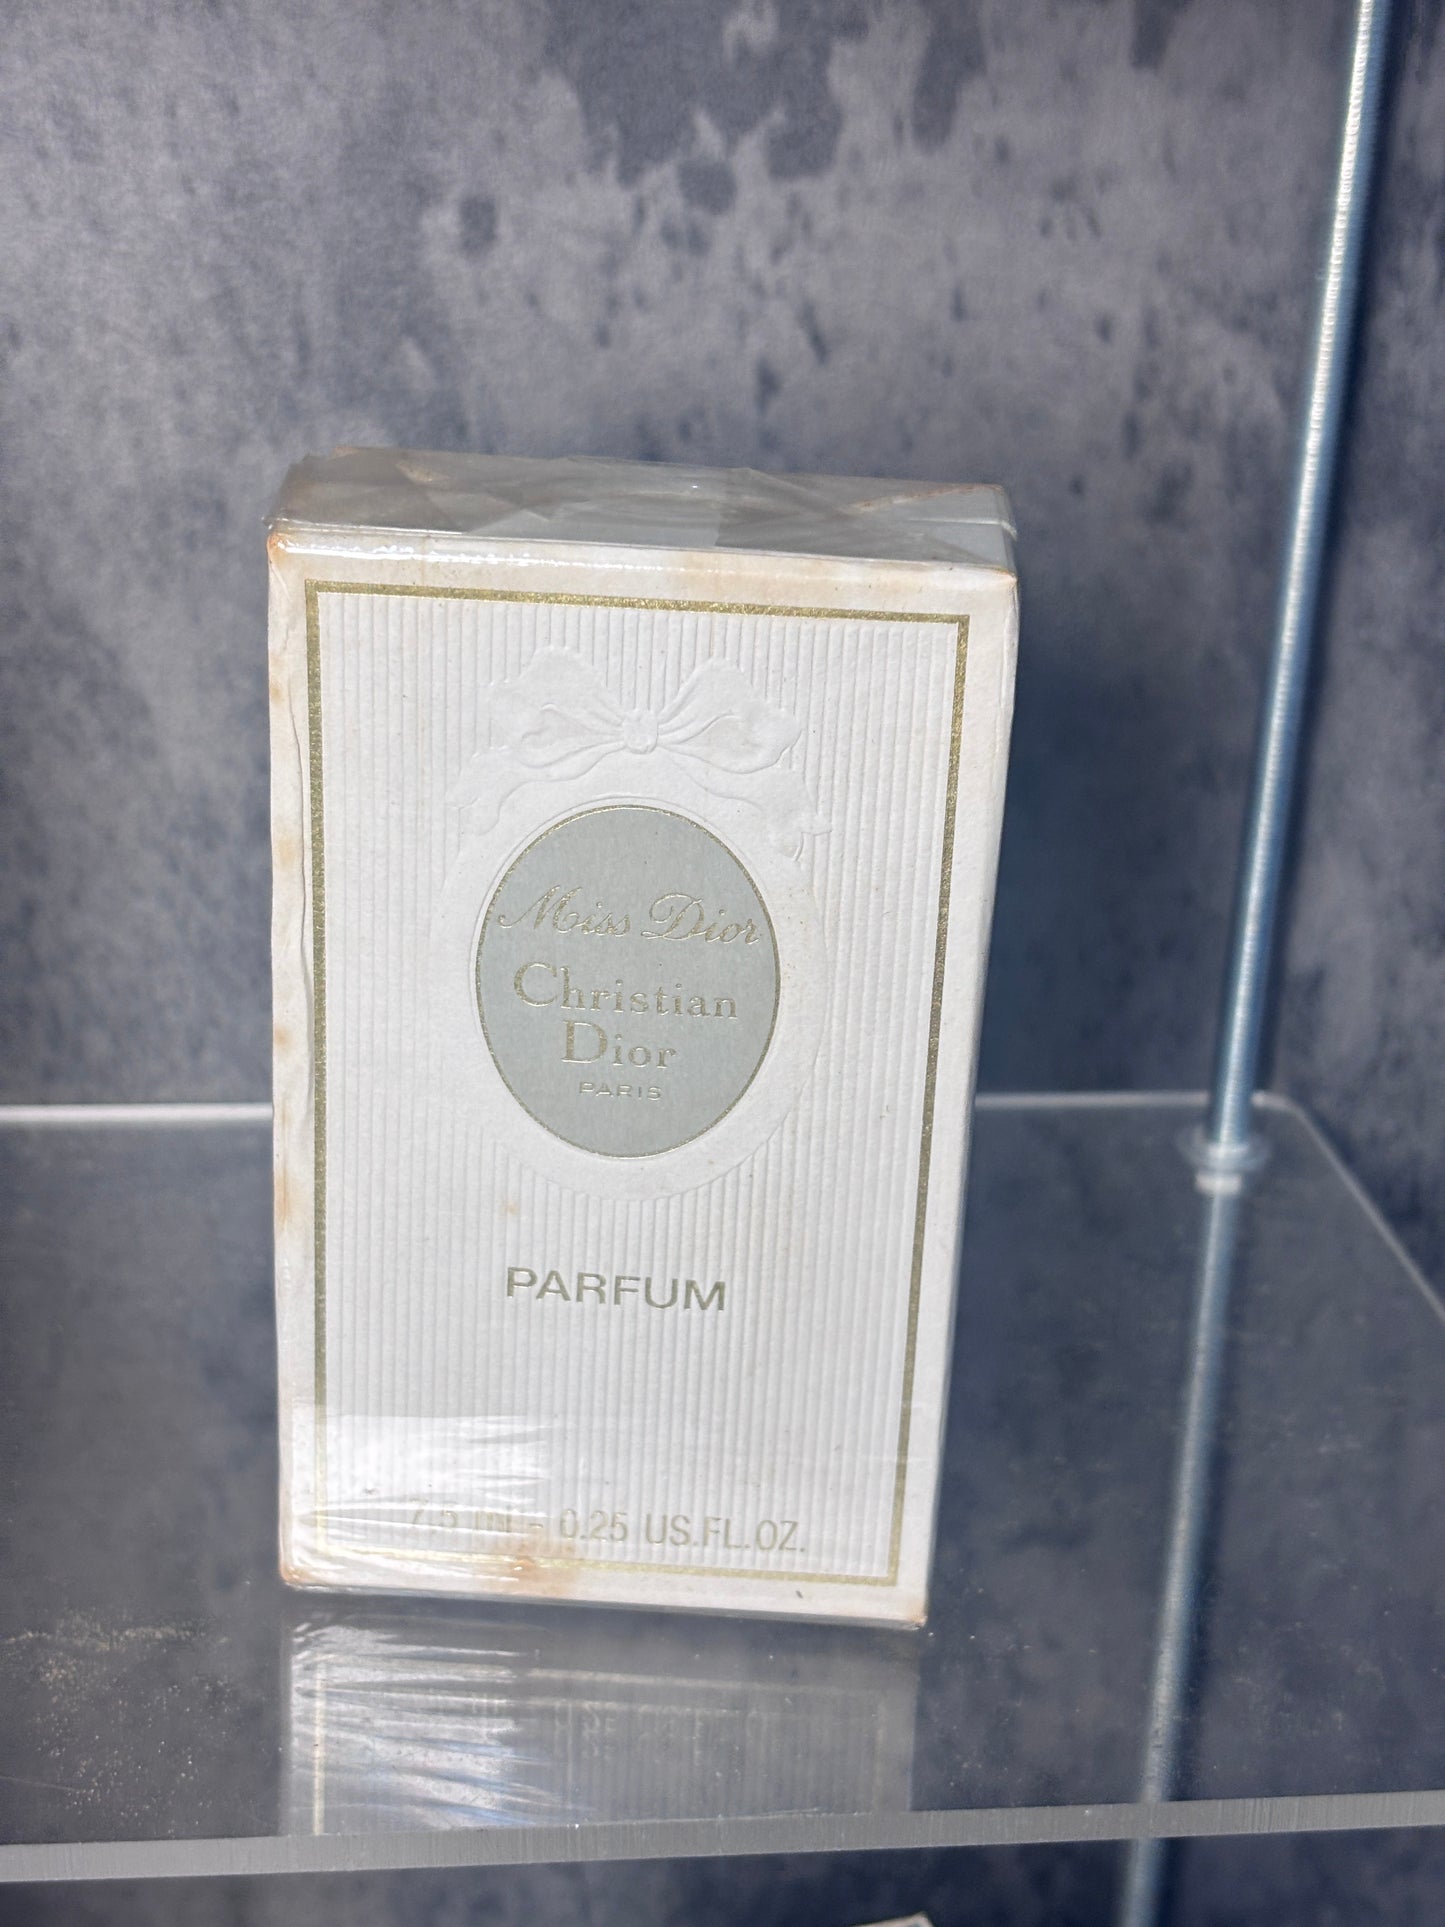 Miss Dior
Christian
Dior
PARIS
PARFUM
7.5 ml - 0.25 US.FL.OZ.